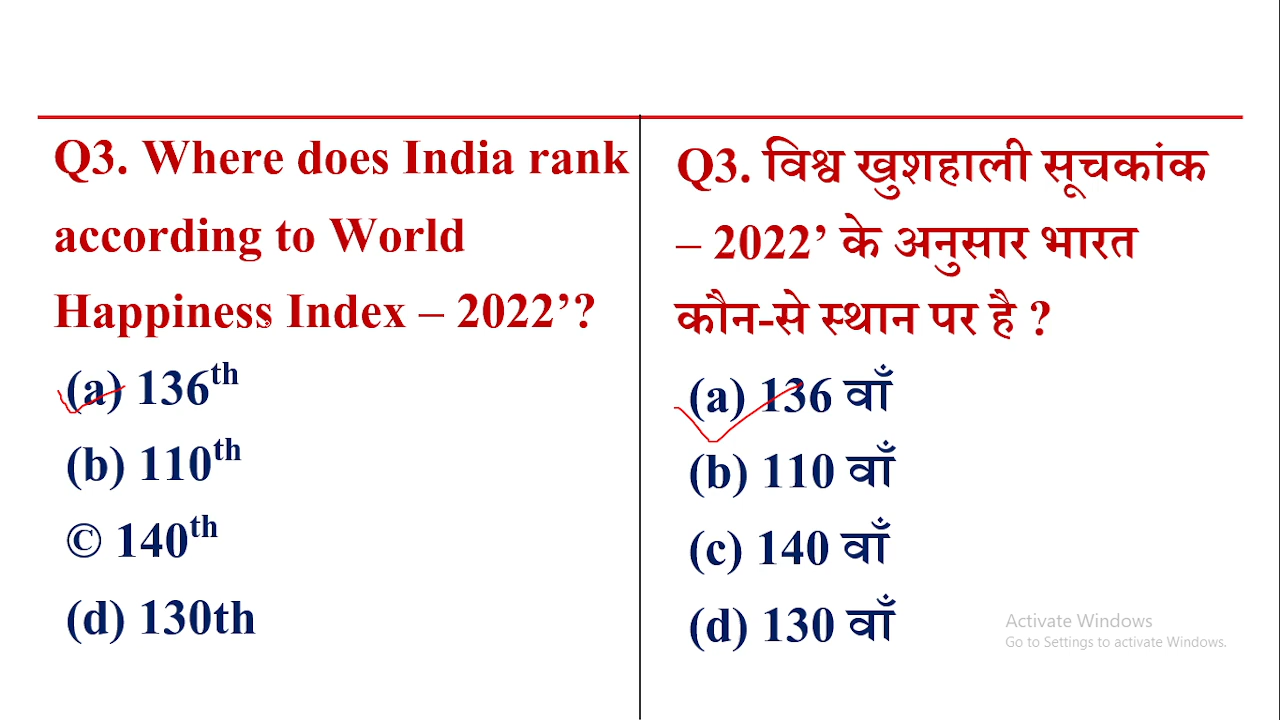 Q3. Where does India rank
according to World
Happiness Index – 2022’?
(a) 136th
(b) 110th
© 140th
(d) 130th
Q3. विश्व खुशहाली सूचकांक
– 2022’ के अनुसार भारत
कौन-से स्थान पर है ?
(a) 136 वाँ
(b) 110 वाँ
(c) 140 वाँ
(d) 130 वाँ
Activate Windows
Go to Settings to activate Windows.